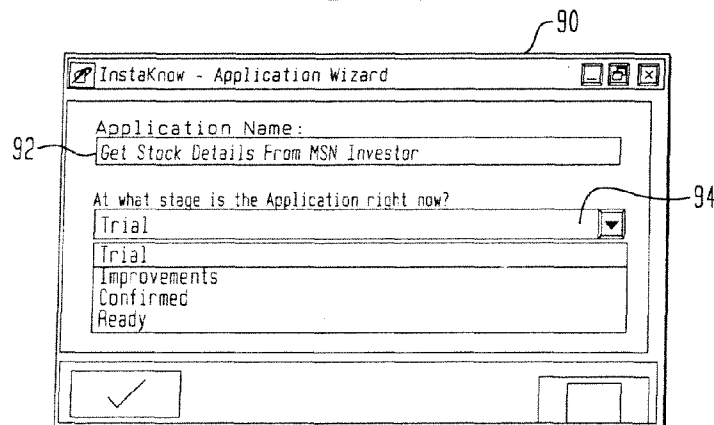 90
InstaKnow - Application Wizard
Application Name:
92
Get Stock Details From MSN Investor
At what stage is the Application right now?
94
Trial
Trial
Improvements
Confirmed
Ready